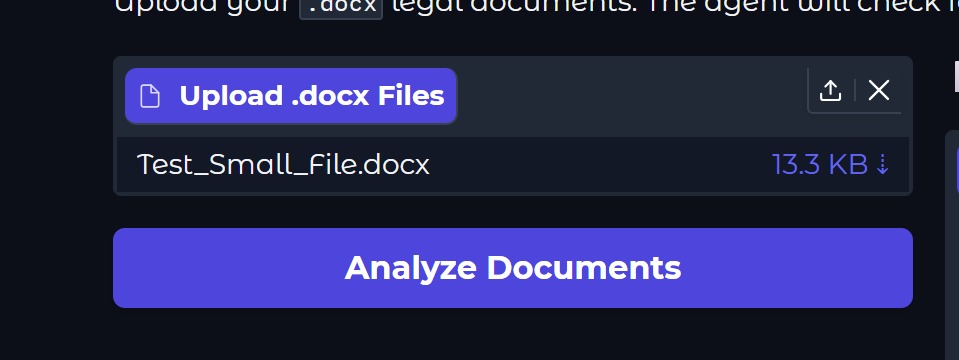 Upload your .docx legal documents. The agent will check
Upload .docx Files
Test_Small_File.docx
13.3 KB ⇣
Analyze Documents